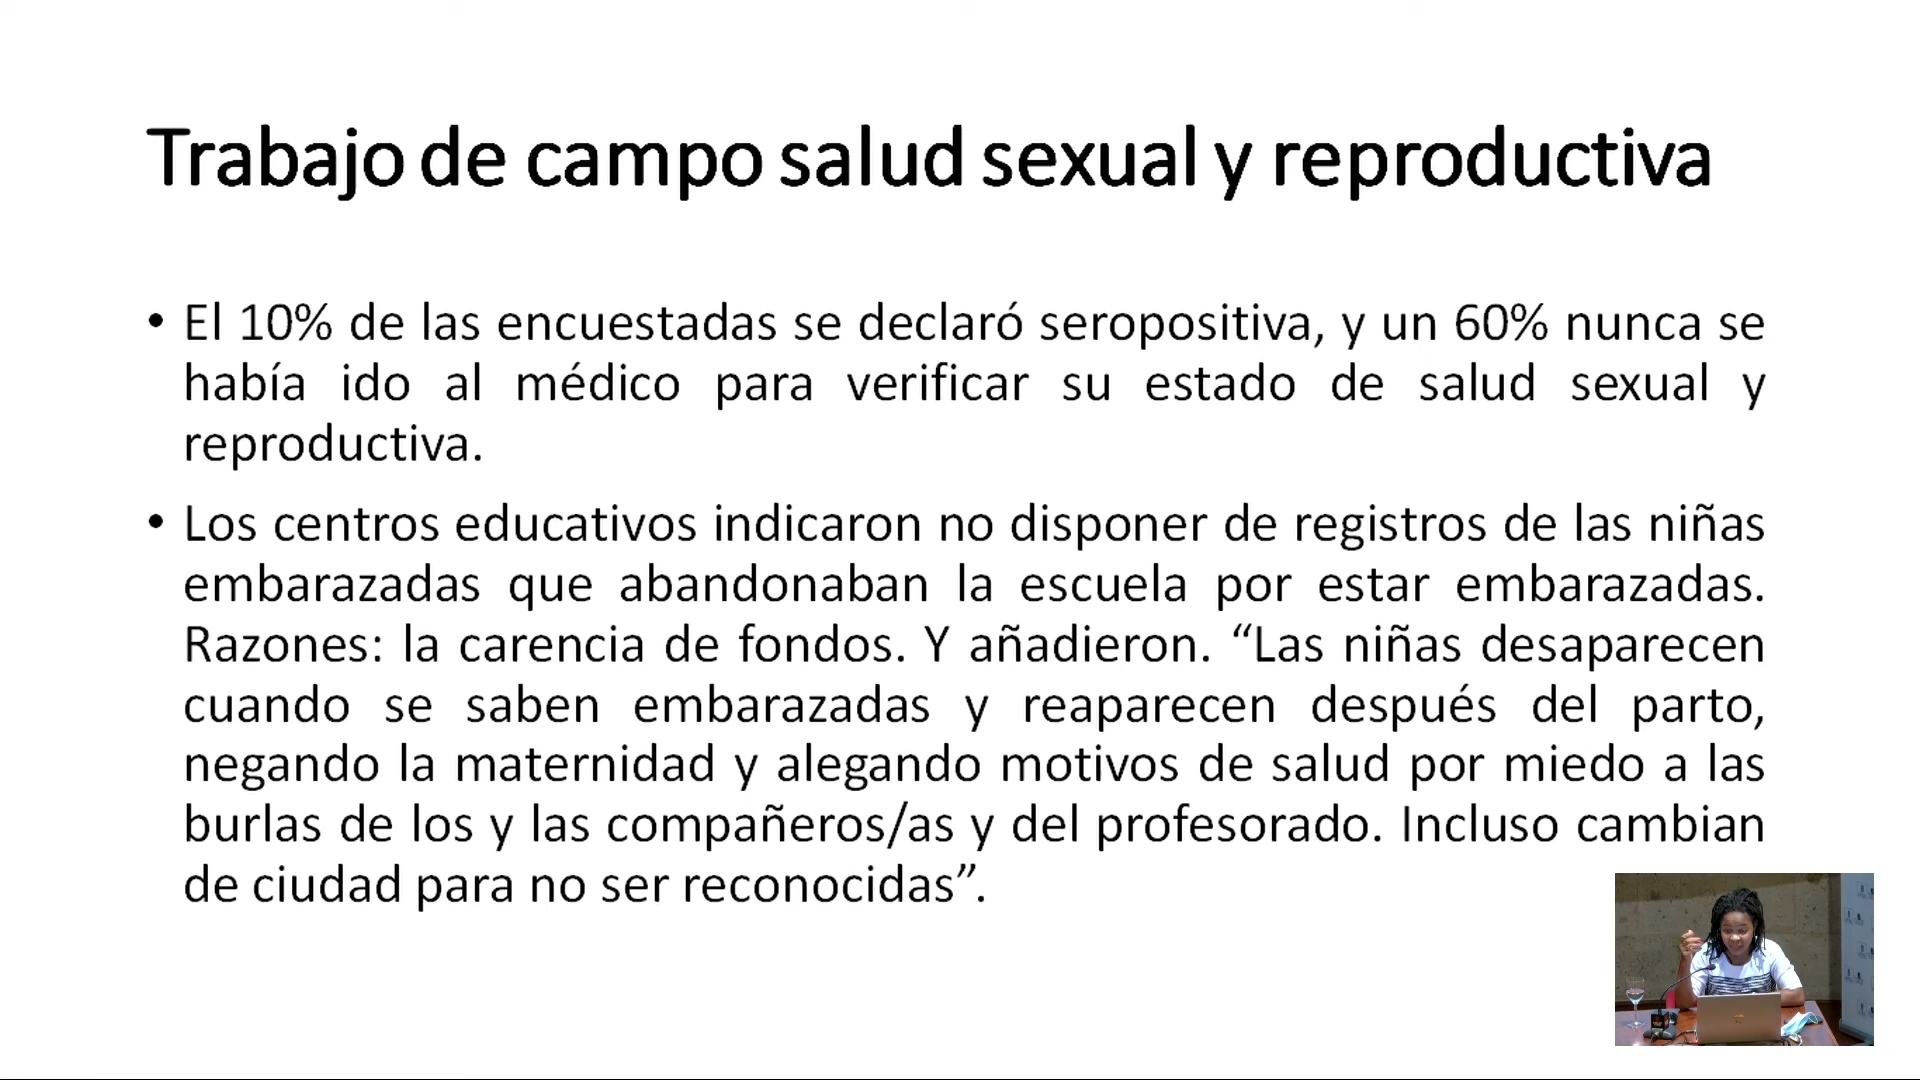 Trabajo de campo salud sexual y reproductiva
• El 10% de las encuestadas se declaró seropositiva, y un 60% nunca se
había ido al médico para verificar su estado de salud sexual y
reproductiva.
• Los centros educativos indicaron no disponer de registros de las niñas
embarazadas que abandonaban la escuela por estar embarazadas.
Razones: la carencia de fondos. Y añadieron. “Las niñas desaparecen
cuando se saben embarazadas y reaparecen después del parto,
negando la maternidad y alegando motivos de salud por miedo a las
burlas de los y las compañeros/as y del profesorado. Incluso cambian
de ciudad para no ser reconocidas”.